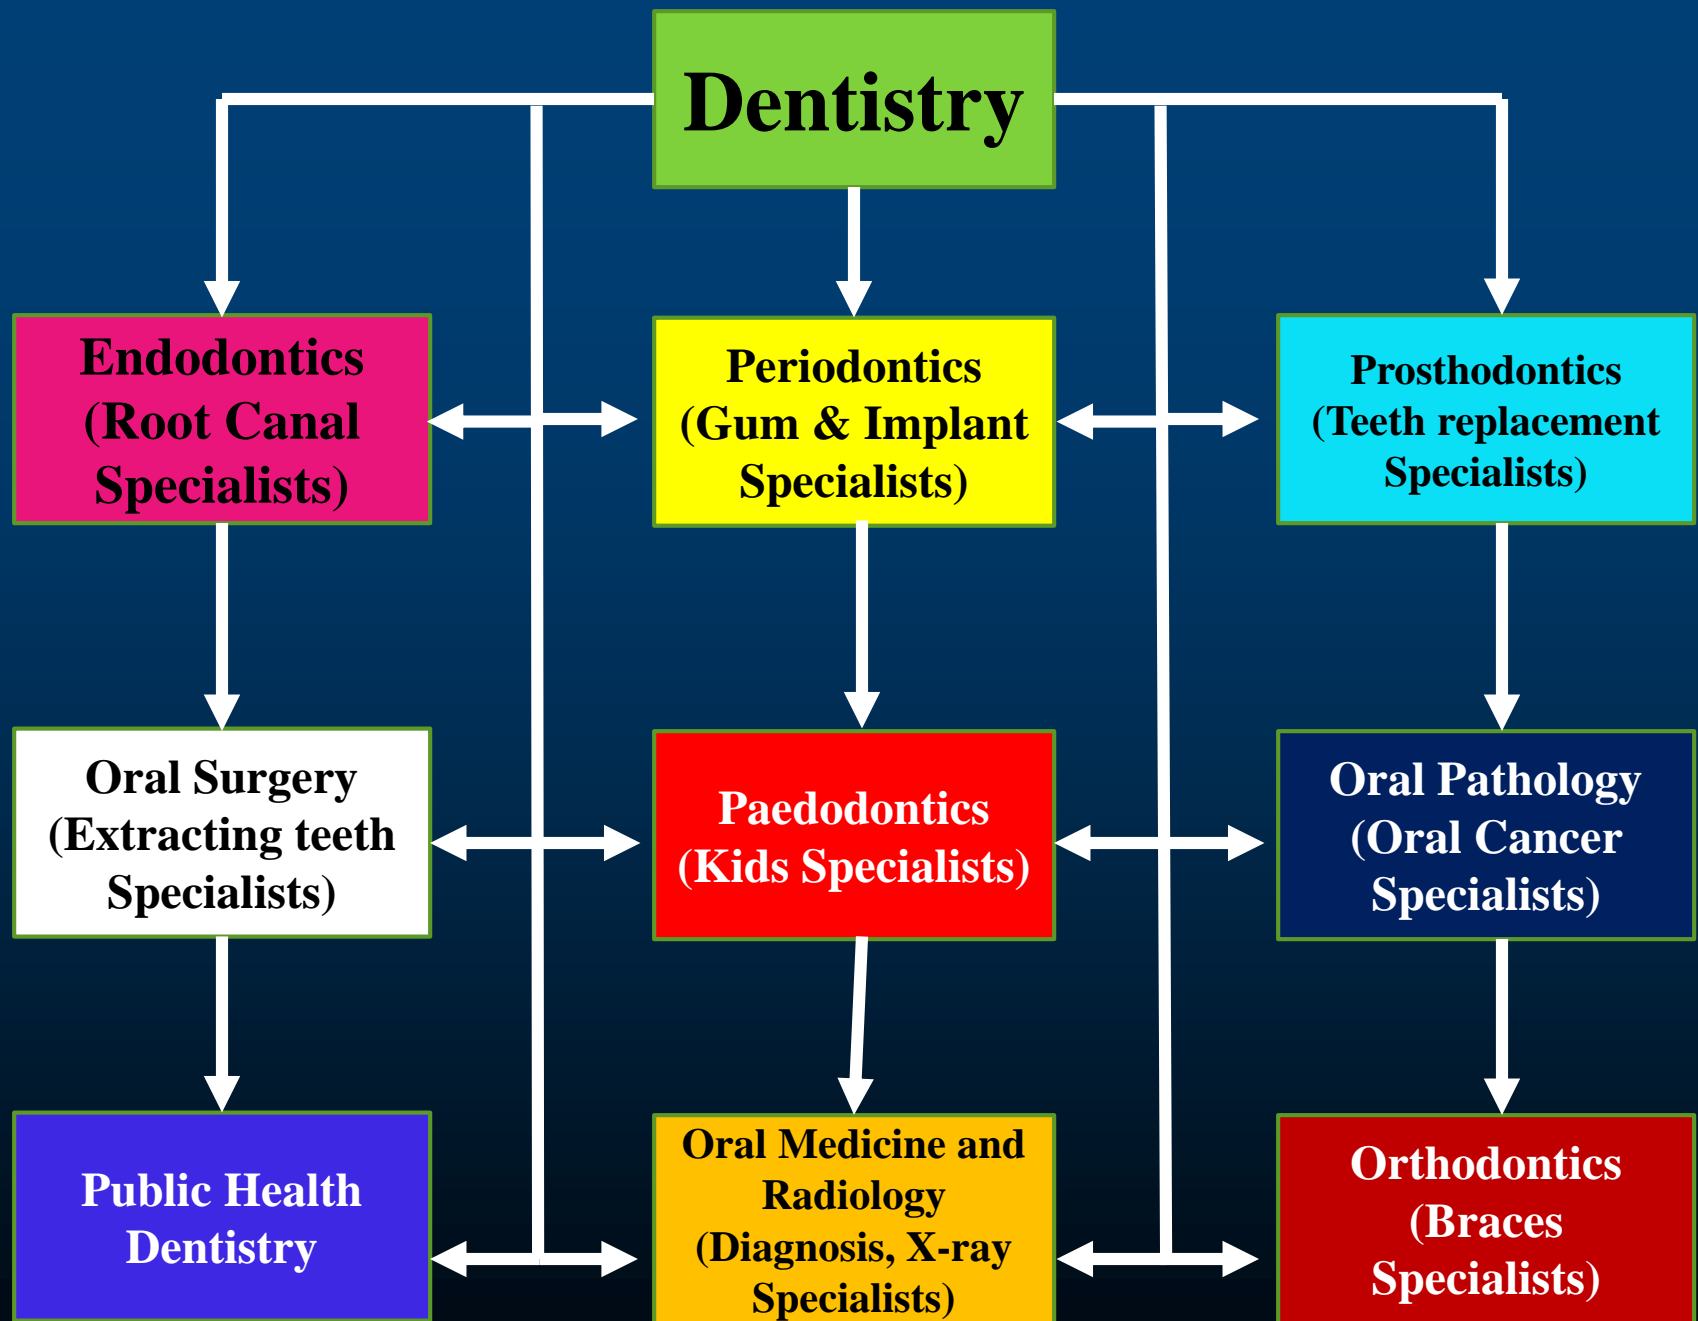 Dentistry
Endodontics
(Root Canal
Specialists)
Periodontics
(Gum & Implant
Specialists)
Prosthodontics
(Teeth replacement
Specialists)
Oral Surgery
(Extracting teeth
Specialists)
Paedodontics
(Kids Specialists)
Oral Pathology
(Oral Cancer
Specialists)
Public Health
Dentistry
Oral Medicine and
Radiology
(Diagnosis, X-ray
Specialists)
Orthodontics
(Braces
Specialists)